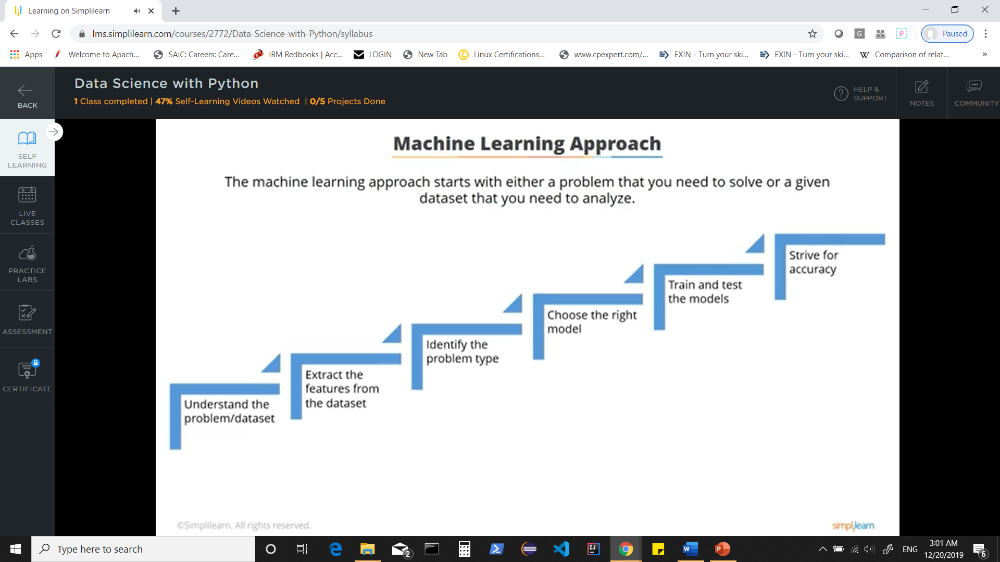 Learning on Simplilearn
lms.simplilearn.com/courses/2772/Data-Science-with-Python/syllabus
G
Paused
Apps
Welcome to Apach...
SAIC: Careers: Care...
IBM Redbooks | Acc...
LOGIN
New Tab
Linux Certifications...
www.cpexpert.com/...
EXIN - Turn your ski...
EXIN - Turn your ski...
W
Comparison of relat...
»
BACK
Data Science with Python
1 Class completed | 47% Self-Learning Videos Watched | 0/5 Projects Done
HELP &
SUPPORT
NOTES
COMMUNITY
SELF
LEARNING
LIVE
CLASSES
PRACTICE
LABS
ASSESSMENT
CERTIFICATE
Machine Learning Approach
The machine learning approach starts with either a problem that you need to solve or a given
dataset that you need to analyze.
Understand the
problem/dataset
Extract the
features from
the dataset
Identify the
problem type
Choose the right
model
Train and test
the models
Strive for
accuracy
©Simplilearn. All rights reserved.
simplilearn
Type here to search
2
IJ
W
P
ENG
3:01 AM
12/20/2019
6